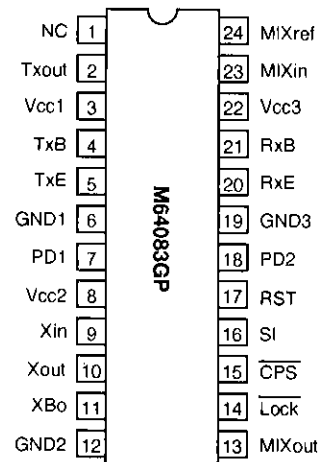 NC 1 24 MIXref
Txout 2 23 MIXin
Vcc1 3 22 Vcc3
TxB 4 21 RxB
TxE 5 20 RxE
GND1 6 19 GND3
PD1 7 18 PD2
Vcc2 8 17 RST
Xin 9 16 SI
Xout 10 15 C̅P̅S̅
XBo 11 14 L̅o̅c̅k̅
GND2 12 13 MIXout
M64083GP